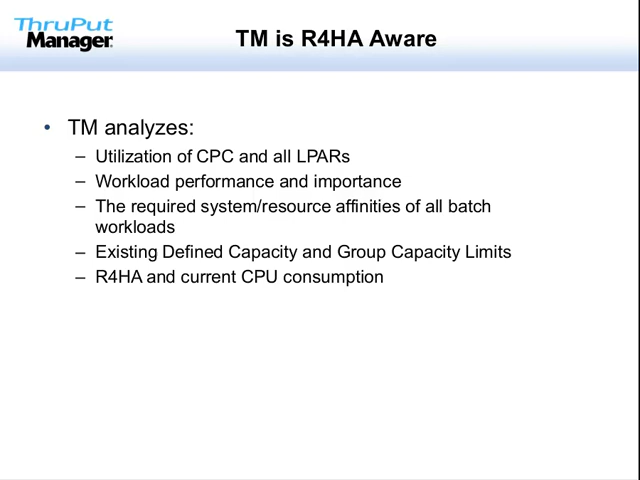 ThruPut
Manager
TM is R4HA Aware
• TM analyzes:
– Utilization of CPC and all LPARs
– Workload performance and importance
– The required system/resource affinities of all batch
workloads
– Existing Defined Capacity and Group Capacity Limits
– R4HA and current CPU consumption